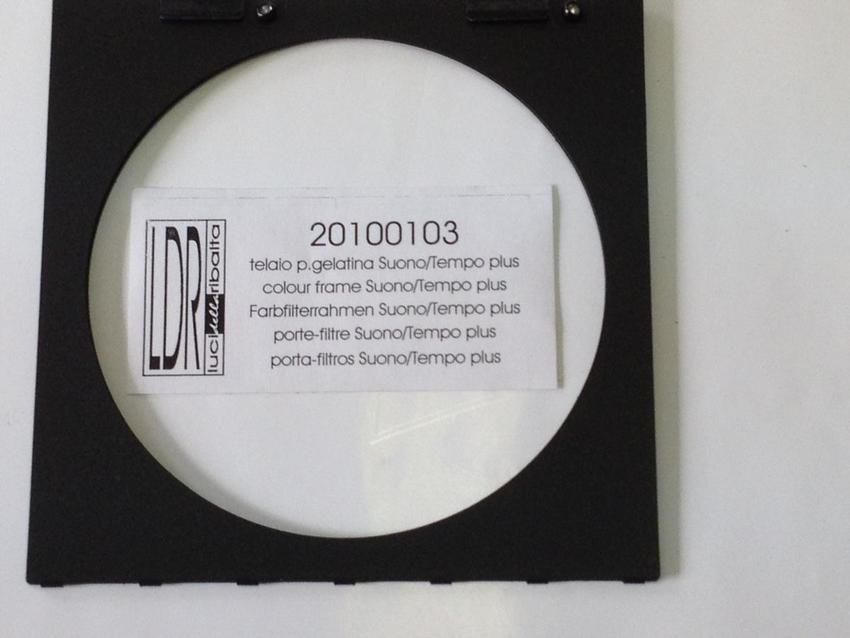 LDR
luci della ribalta
20100103
telaio p.gelatina Suono/Tempo plus
colour frame Suono/Tempo plus
Farbfilterrahmen Suono/Tempo plus
porte-filtre Suono/Tempo plus
porta-filtros Suono/Tempo plus